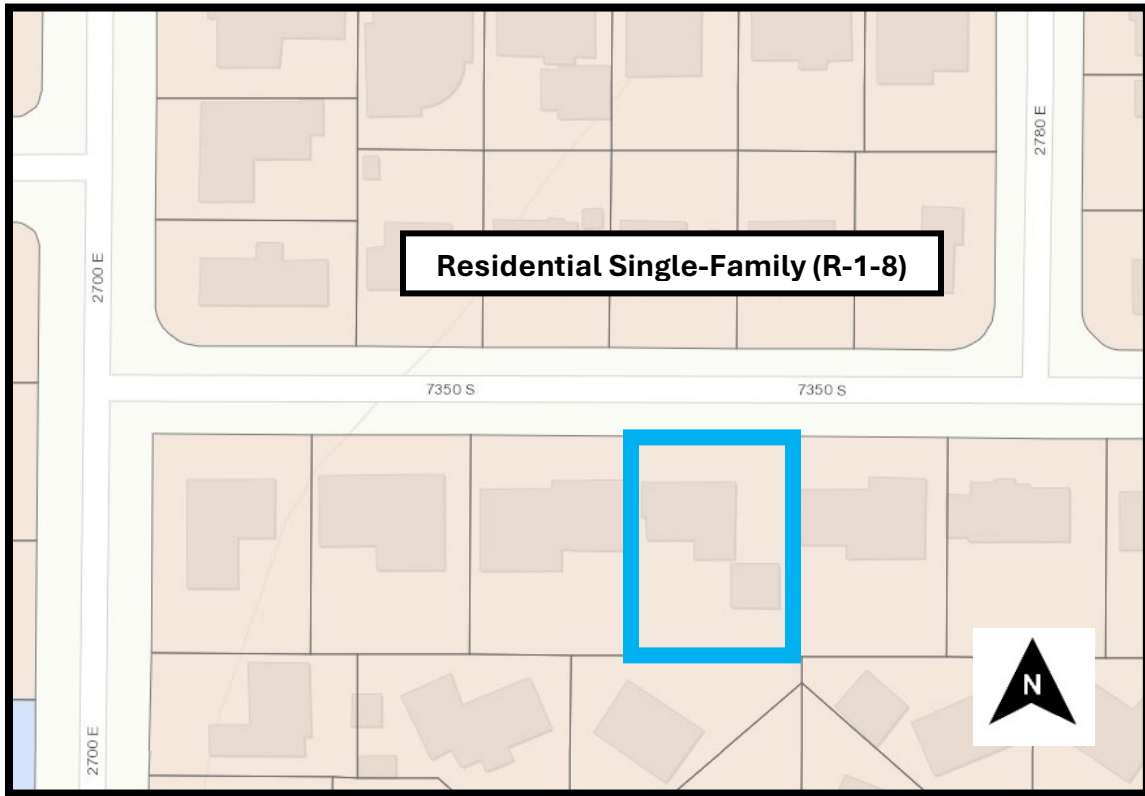 2780 E
Residential Single-Family (R-1-8)
2700 E
7350 S
7350 S
N
2700 E